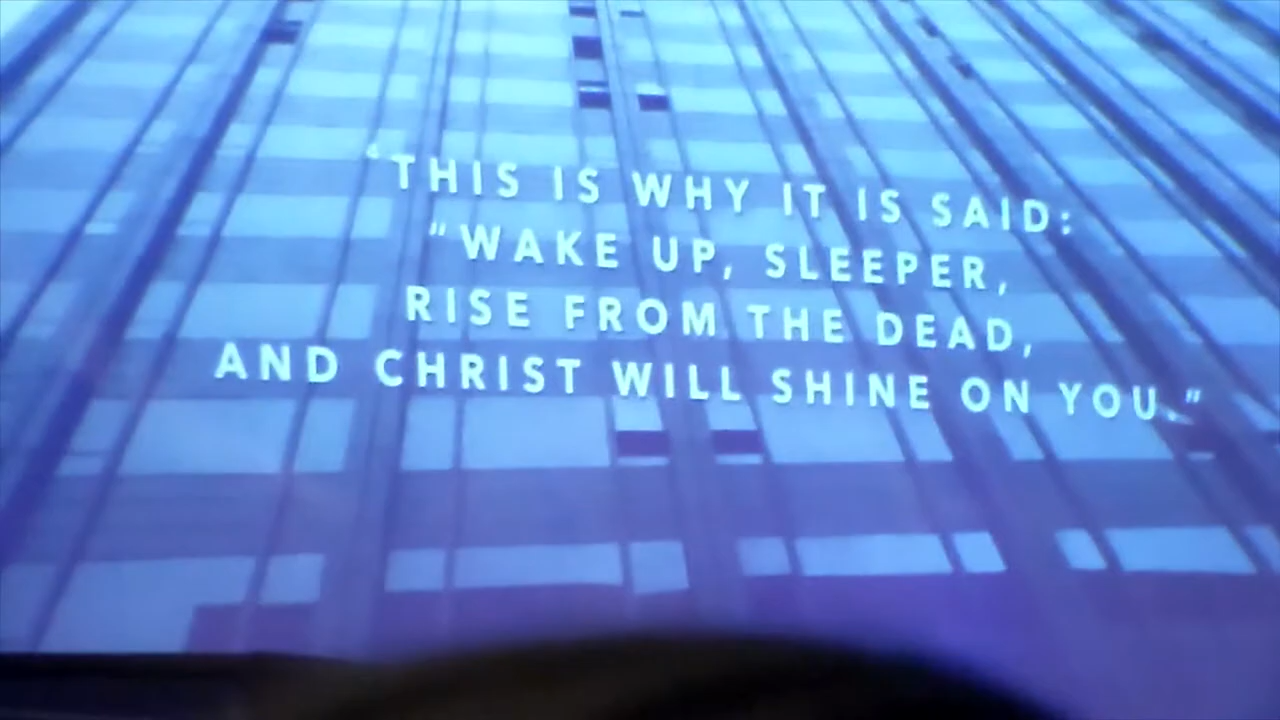 ‘THIS IS WHY IT IS SAID:
"WAKE UP, SLEEPER,
RISE FROM THE DEAD,
AND CHRIST WILL SHINE ON YOU."